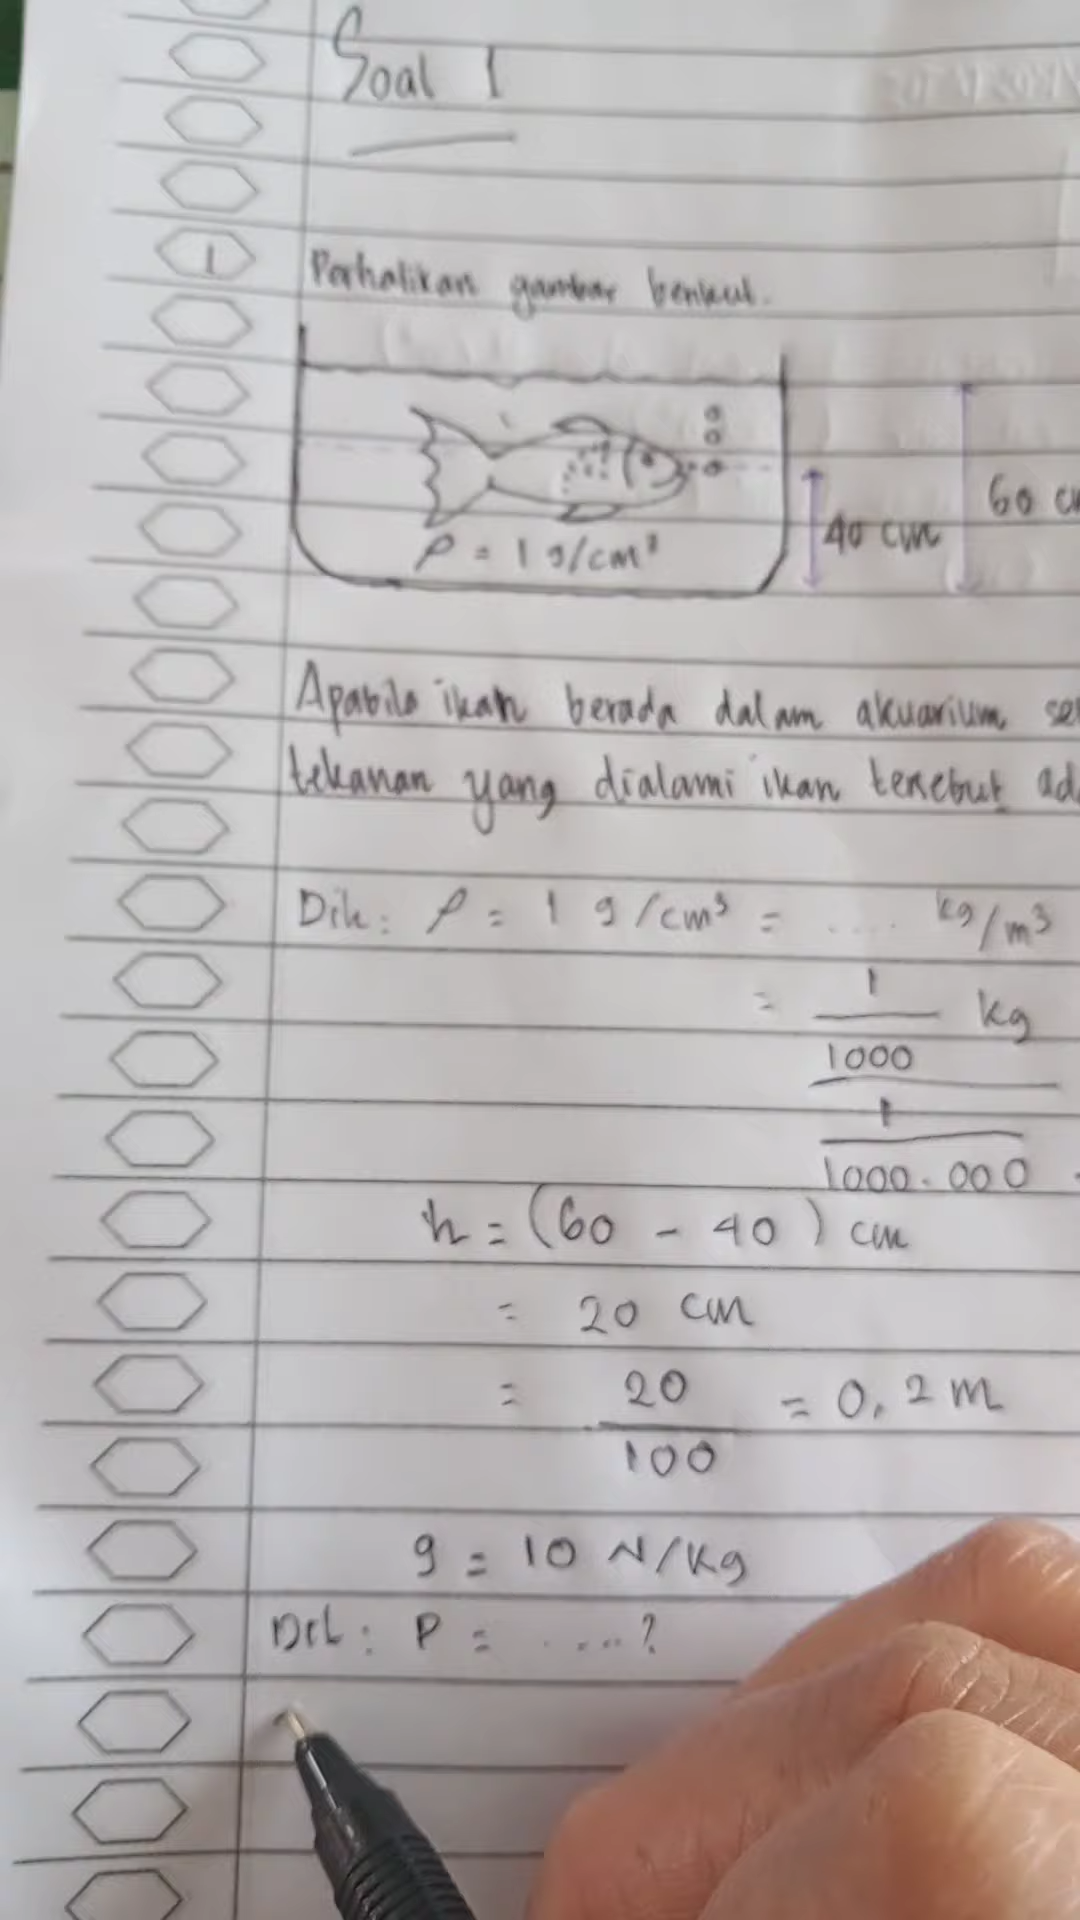 Soal 1
1 Perhatikan gambar berikut.
60 c
40 cm
ρ = 1 g/cm³
Apabila ikan berada dalam akuarium se
tekanan yang dialami ikan tersebut ad
Dik: ρ = 1 g/cm³ = .... kg/m³
= 1/1000 kg
1/1000.000
h = (60 - 40) cm
= 20 cm
= 20/100 = 0,2 m
g = 10 N/kg
Dit: P = .....?